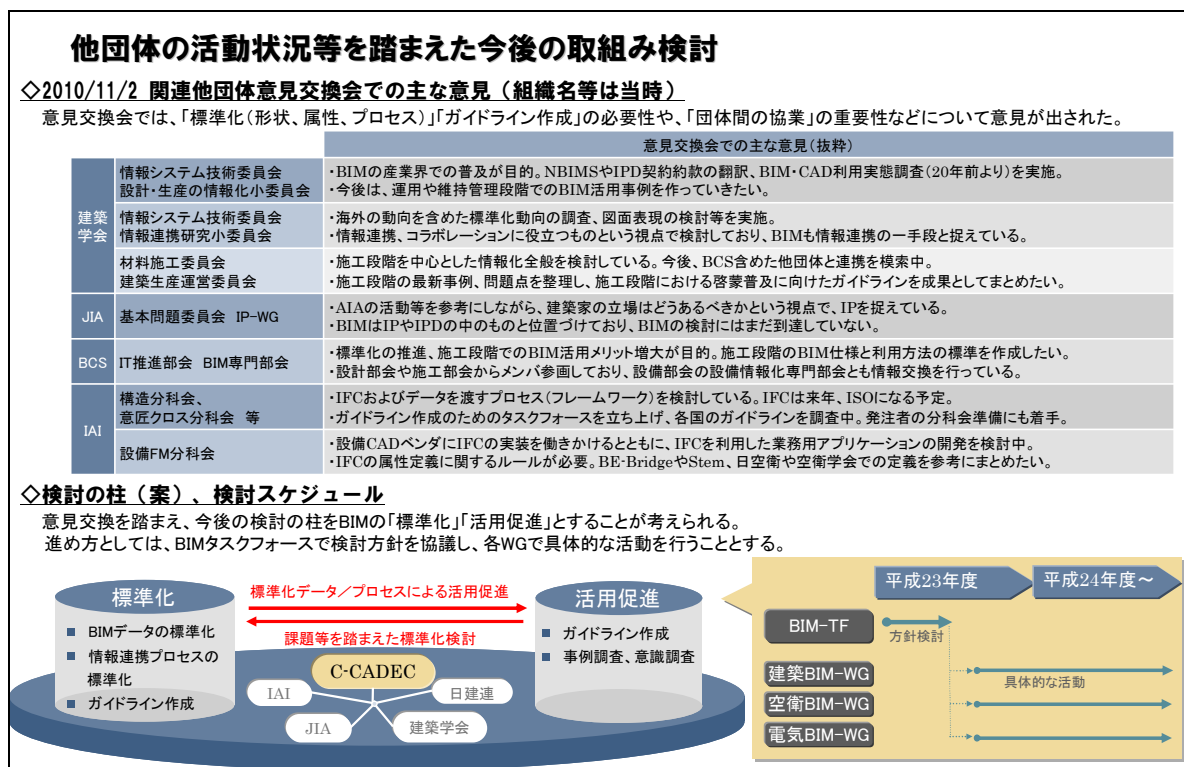 他団体の活動状況等を踏まえた今後の取組み検討
◇2010/11/2 関連他団体意見交換会での主な意見（組織名等は当時）
意見交換会では、「標準化（形状、属性、プロセス）」「ガイドライン作成」の必要性や、「団体間の協業」の重要性などについて意見が出された。
意見交換会での主な意見（抜粋）
建築
学会
情報システム技術委員会
設計・生産の情報化小委員会
・BIMの産業界での普及が目的。NBIMSやIPD契約約款の翻訳、BIM・CAD利用実態調査（20年前より）を実施。
・今後は、運用や維持管理段階でのBIM活用事例を作っていきたい。
情報システム技術委員会
情報連携研究小委員会
・海外の動向を含めた標準化動向の調査、図面表現の検討等を実施。
・情報連携、コラボレーションに役立つものという視点で検討しており、BIMも情報連携の一手段と捉えている。
材料施工委員会
建築生産運営委員会
・施工段階を中心とした情報化全般を検討している。今後、BCS含めた他団体と連携を模索中。
・施工段階の最新事例、問題点を整理し、施工段階における啓蒙普及に向けたガイドラインを成果としてまとめたい。
JIA
基本問題委員会 IP-WG
・AIAの活動等を参考にしながら、建築家の立場はどうあるべきかという視点で、IPを捉えている。
・BIMはIPやIPDの中のものと位置づけており、BIMの検討にはまだ到達していない。
BCS
IT推進部会 BIM専門部会
・標準化の推進、施工段階でのBIM活用メリット増大が目的。施工段階のBIM仕様と利用方法の標準を作成したい。
・設計部会や施工部会からメンバ参画しており、設備部会の設備情報化専門部会とも情報交換を行っている。
IAI
構造分科会、
意匠クロス分科会 等
・IFCおよびデータを渡すプロセス（フレームワーク）を検討している。IFCは来年、ISOになる予定。
・ガイドライン作成のためのタスクフォースを立ち上げ、各国のガイドラインを調査中。発注者の分科会準備にも着手。
設備FM分科会
・設備CADベンダにIFCの実装を働きかけるとともに、IFCを利用した業務用アプリケーションの開発を検討中。
・IFCの属性定義に関するルールが必要。BE-BridgeやStem、日空衛や空衛学会での定義を参考にまとめたい。
◇検討の柱（案）、検討スケジュール
意見交換を踏まえ、今後の検討の柱をBIMの「標準化」「活用促進」とすることが考えられる。
進め方としては、BIMタスクフォースで検討方針を協議し、各WGで具体的な活動を行うこととする。
標準化
■ BIMデータの標準化
■ 情報連携プロセスの
標準化
■ ガイドライン作成
標準化データ／プロセスによる活用促進
課題等を踏まえた標準化検討
活用促進
■ ガイドライン作成
■ 事例調査、意識調査
C-CADEC
IAI
日建連
JIA
建築学会
平成23年度
平成24年度～
BIM-TF
方針検討
建築BIM-WG
具体的な活動
空衛BIM-WG
電気BIM-WG